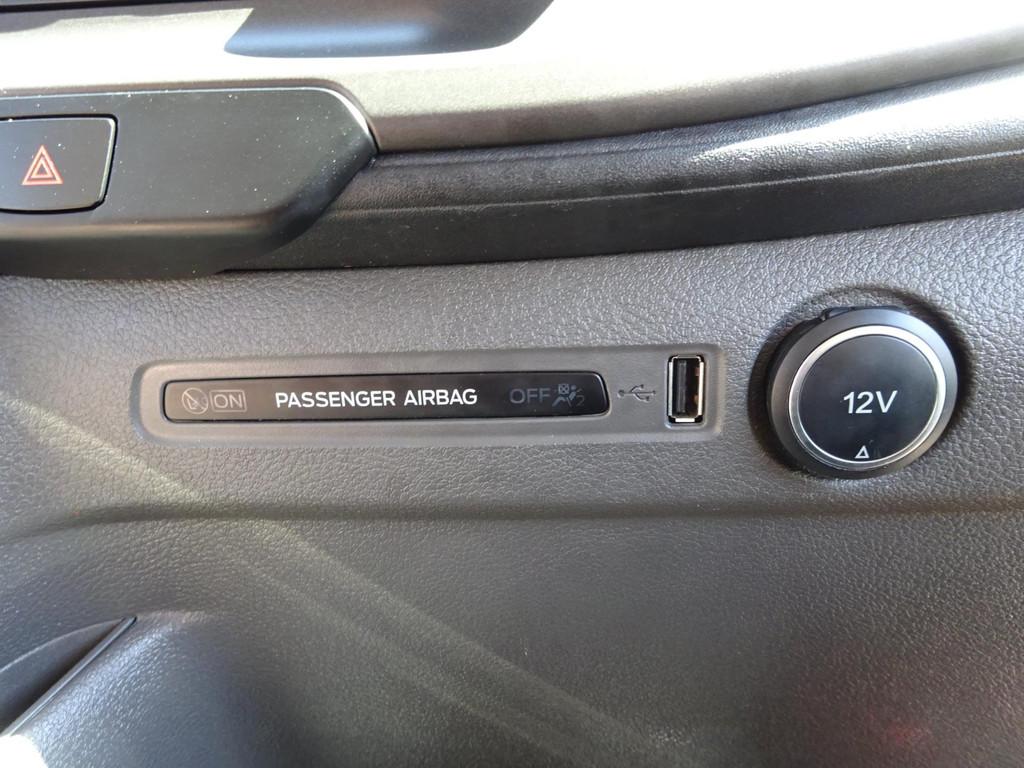 ON PASSENGER AIRBAG OFF
12V